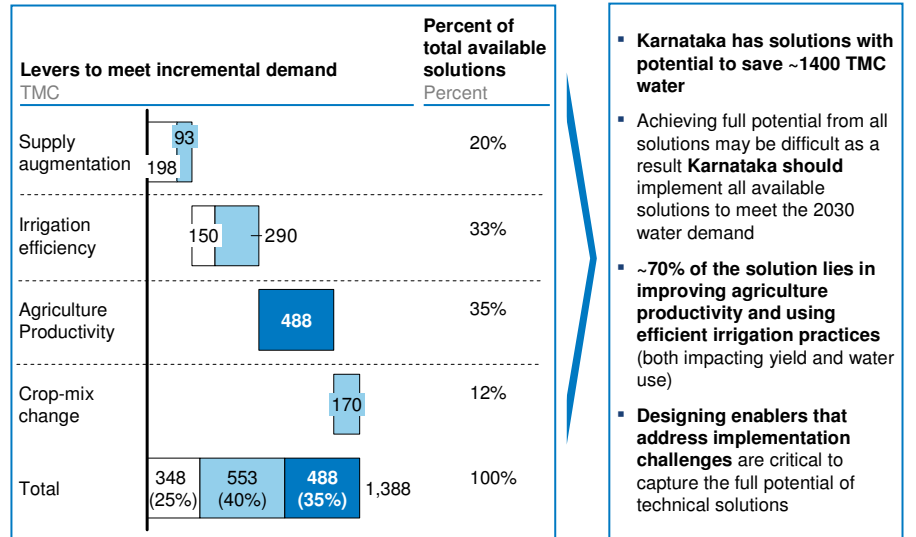 Levers to meet incremental demand
TMC
Percent of
total available
solutions
Percent
Supply
augmentation
93
198
20%
Irrigation
efficiency
150
290
33%
Agriculture
Productivity
488
35%
Crop-mix
change
170
12%
Total
348
(25%)
553
(40%)
488
(35%)
1,388
100%
▪ Karnataka has solutions with
potential to save ~1400 TMC
water
▪ Achieving full potential from all
solutions may be difficult as a
result Karnataka should
implement all available
solutions to meet the 2030
water demand
▪ ~70% of the solution lies in
improving agriculture
productivity and using
efficient irrigation practices
(both impacting yield and water
use)
▪ Designing enablers that
address implementation
challenges are critical to
capture the full potential of
technical solutions